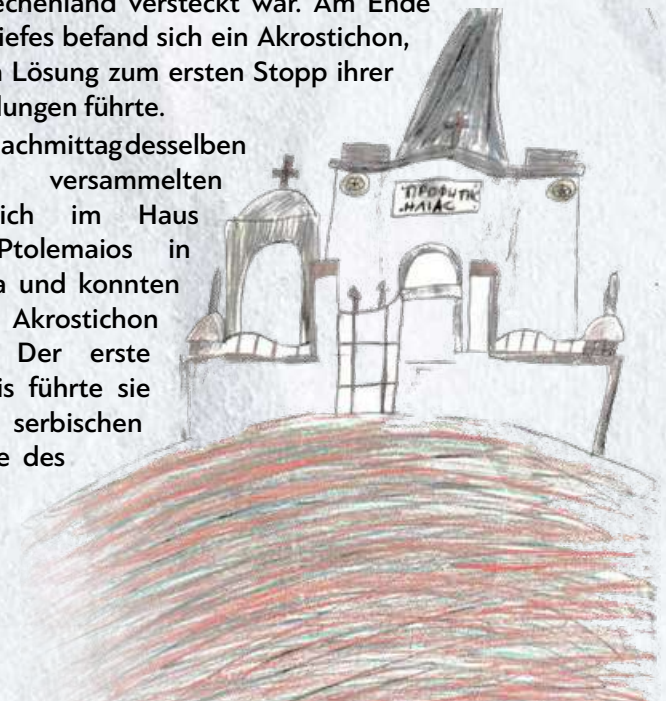 echenland versteckt war. Am Ende
iefes befand sich ein Akrostichon,
n Lösung zum ersten Stopp ihrer
lungen führte.
achmittag desselben
versammelten
ich im Haus
Ptolemaios in
a und konnten
Akrostichon
Der erste
is führte sie
serbischen
e des
ΠΡΟΦΗΤΗΣ
ΗΛΙΑΣ